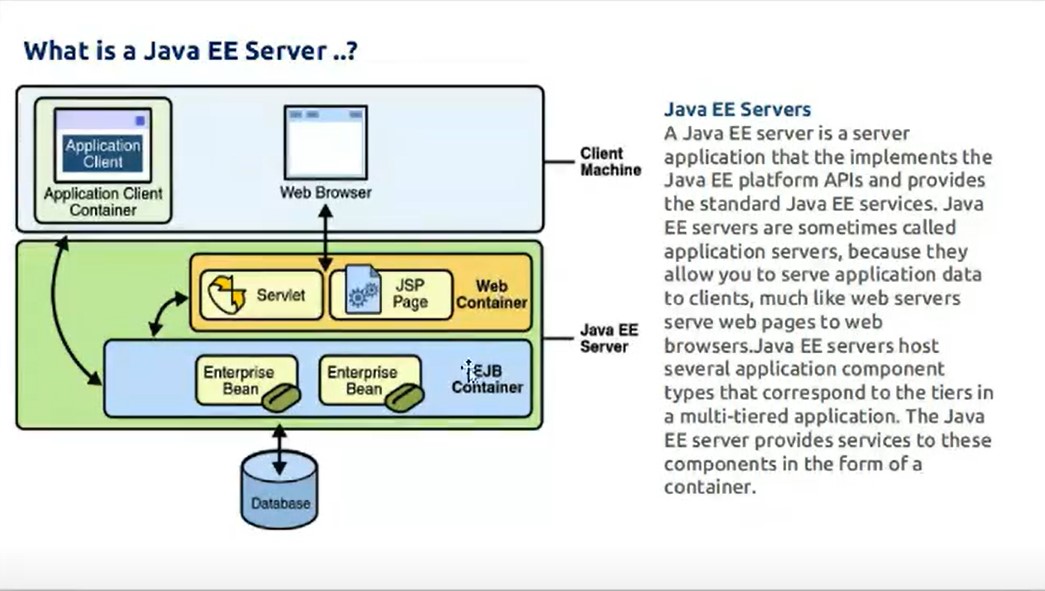 What is a Java EE Server ..?
Application
Client
Application Client
Container
Web Browser
Client
Machine
Servlet
JSP
Page
Web
Container
Enterprise
Bean
Enterprise
Bean
EJB
Container
Java EE
Server
Database
Java EE Servers
A Java EE server is a server
application that the implements the
Java EE platform APIs and provides
the standard Java EE services. Java
EE servers are sometimes called
application servers, because they
allow you to serve application data
to clients, much like web servers
serve web pages to web
browsers.Java EE servers host
several application component
types that correspond to the tiers in
a multi-tiered application. The Java
EE server provides services to these
components in the form of a
container.